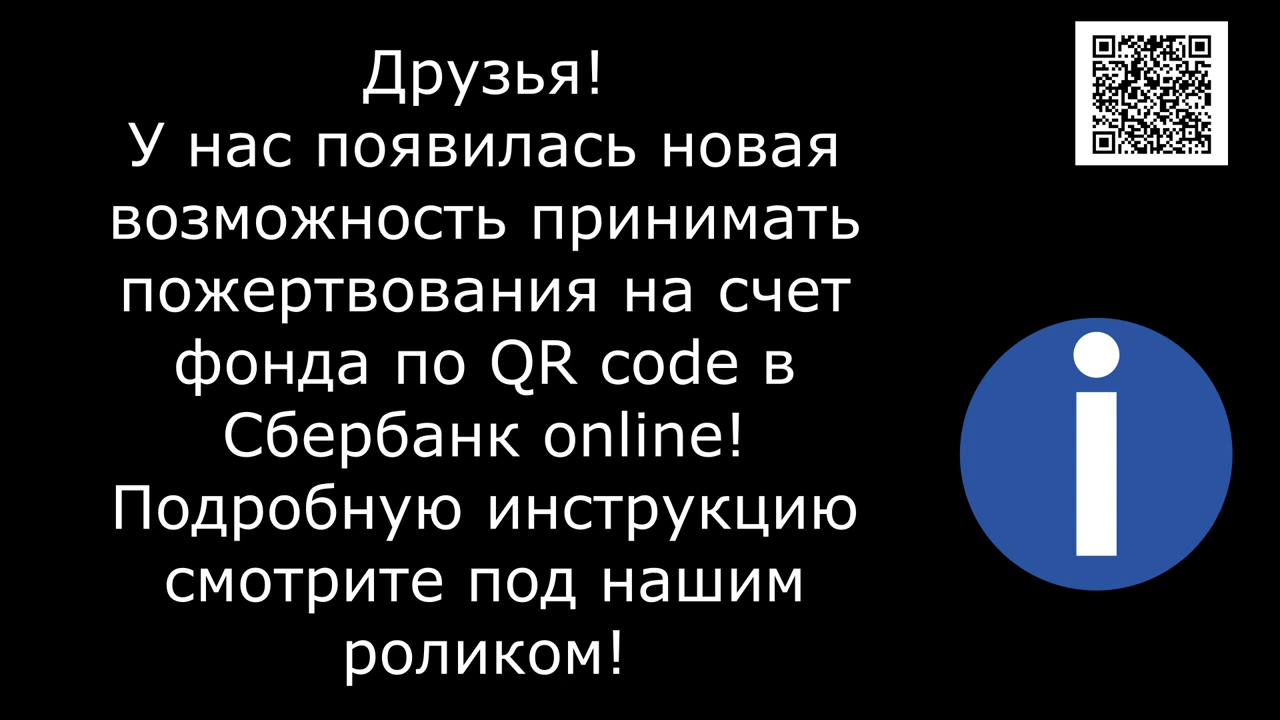 Друзья!
У нас появилась новая
возможность принимать
пожертвования на счет
фонда по QR code в
Сбербанк online!
Подробную инструкцию
смотрите под нашим
роликом!
i